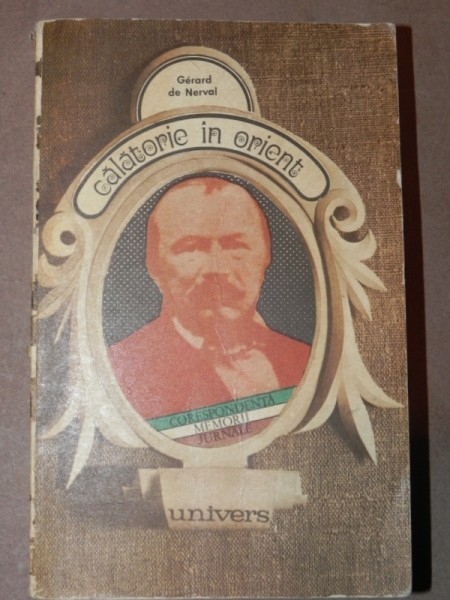 Gérard
de Nerval
călătorie în orient
CORESPONDENȚĂ
MEMORII
JURNALE
univers